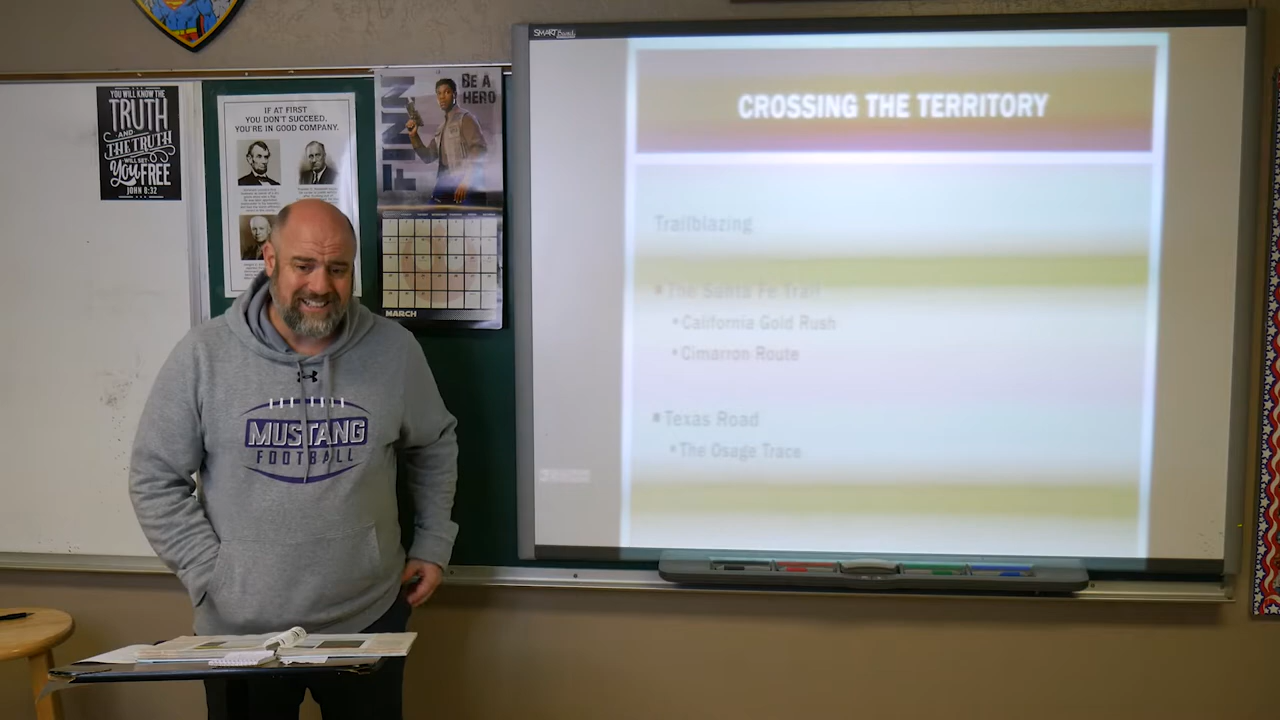 YOU WILL KNOW THE
TRUTH
AND
THE TRUTH
WILL SET
You FREE
JOHN 8:32
IF AT FIRST
YOU DON'T SUCCEED,
YOU'RE IN GOOD COMPANY.
FINN
BE A
HERO
MARCH
MUSTANG
FOOTBALL
SMART Board
CROSSING THE TERRITORY
Trailblazing
The Santa Fe Trail
California Gold Rush
Cimarron Route
Texas Road
The Osage Trace